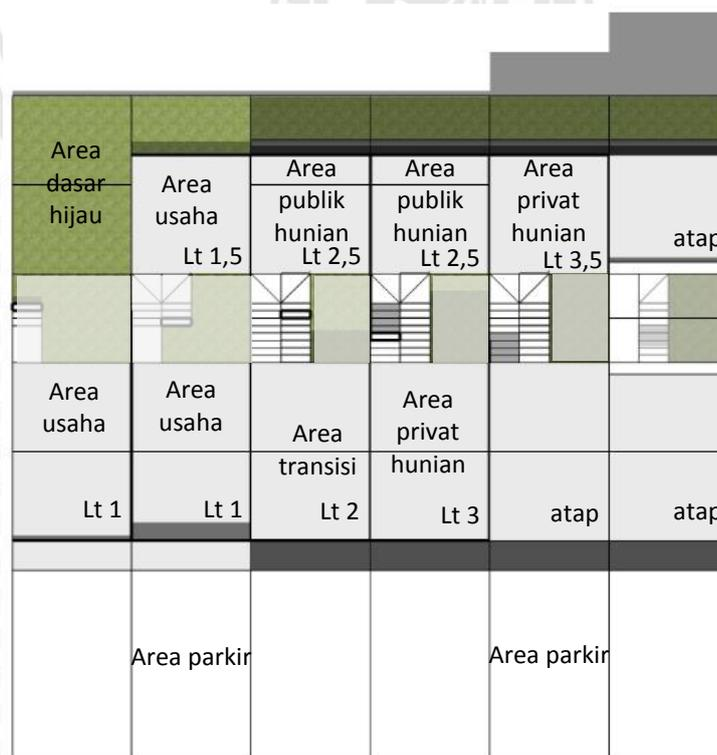 Area
dasar
hijau
Area
usaha
Lt 1,5
Area
publik
hunian
Lt 2,5
Area
publik
hunian
Lt 2,5
Area
privat
hunian
Lt 3,5
atap
Area
usaha
Lt 1
Area
usaha
Lt 1
Area
transisi
Lt 2
Area
privat
hunian
Lt 3
atap
atap
Area parkir
Area parkir